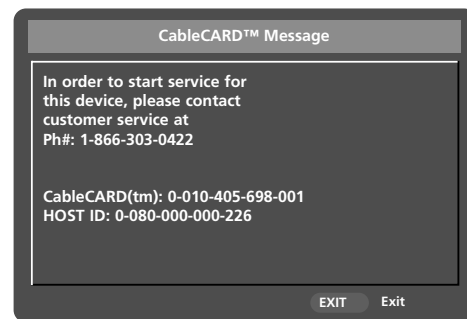 CableCARD™ Message
In order to start service for
this device, please contact
customer service at
Ph#: 1-866-303-0422
CableCARD(tm): 0-010-405-698-001
HOST ID: 0-080-000-000-226
EXIT Exit